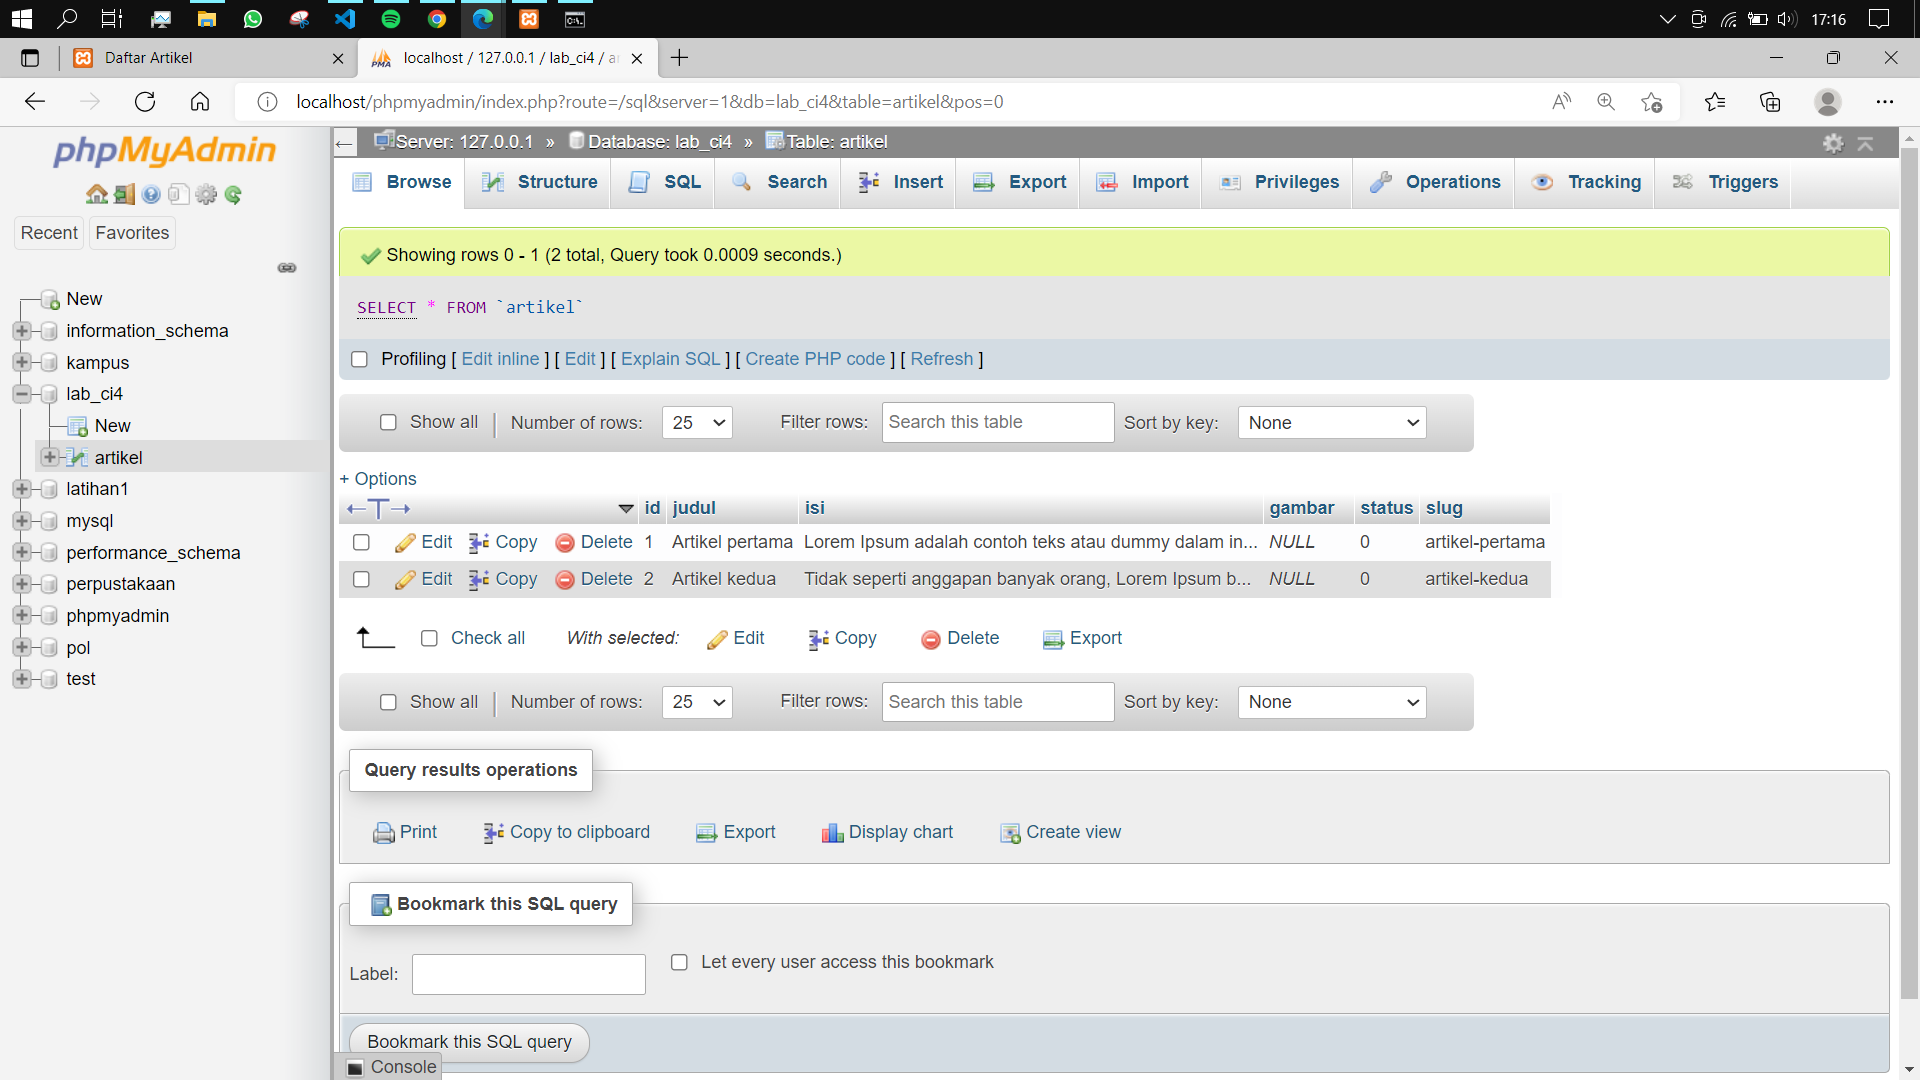 17:16
Daftar Artikel
localhost / 127.0.0.1 / lab_ci4 / ar
localhost/phpmyadmin/index.php?route=/sql&server=1&db=lab_ci4&table=artikel&pos=0
phpMyAdmin
Recent Favorites
New
information_schema
kampus
lab_ci4
New
artikel
latihan1
mysql
performance_schema
perpustakaan
phpmyadmin
pol
test
Server: 127.0.0.1 » Database: lab_ci4 » Table: artikel
Browse Structure SQL Search Insert Export Import Privileges Operations Tracking Triggers
Showing rows 0 - 1 (2 total, Query took 0.0009 seconds.)
SELECT * FROM `artikel`
Profiling [ Edit inline ] [ Edit ] [ Explain SQL ] [ Create PHP code ] [ Refresh ]
Show all | Number of rows: 25 Filter rows: Search this table Sort by key: None
+ Options
←T→ id judul isi gambar status slug
Edit Copy Delete 1 Artikel pertama Lorem Ipsum adalah contoh teks atau dummy dalam in... NULL 0 artikel-pertama
Edit Copy Delete 2 Artikel kedua Tidak seperti anggapan banyak orang, Lorem Ipsum b... NULL 0 artikel-kedua
Check all With selected: Edit Copy Delete Export
Show all | Number of rows: 25 Filter rows: Search this table Sort by key: None
Query results operations
Print Copy to clipboard Export Display chart Create view
Bookmark this SQL query
Label: Let every user access this bookmark
Bookmark this SQL query
Console